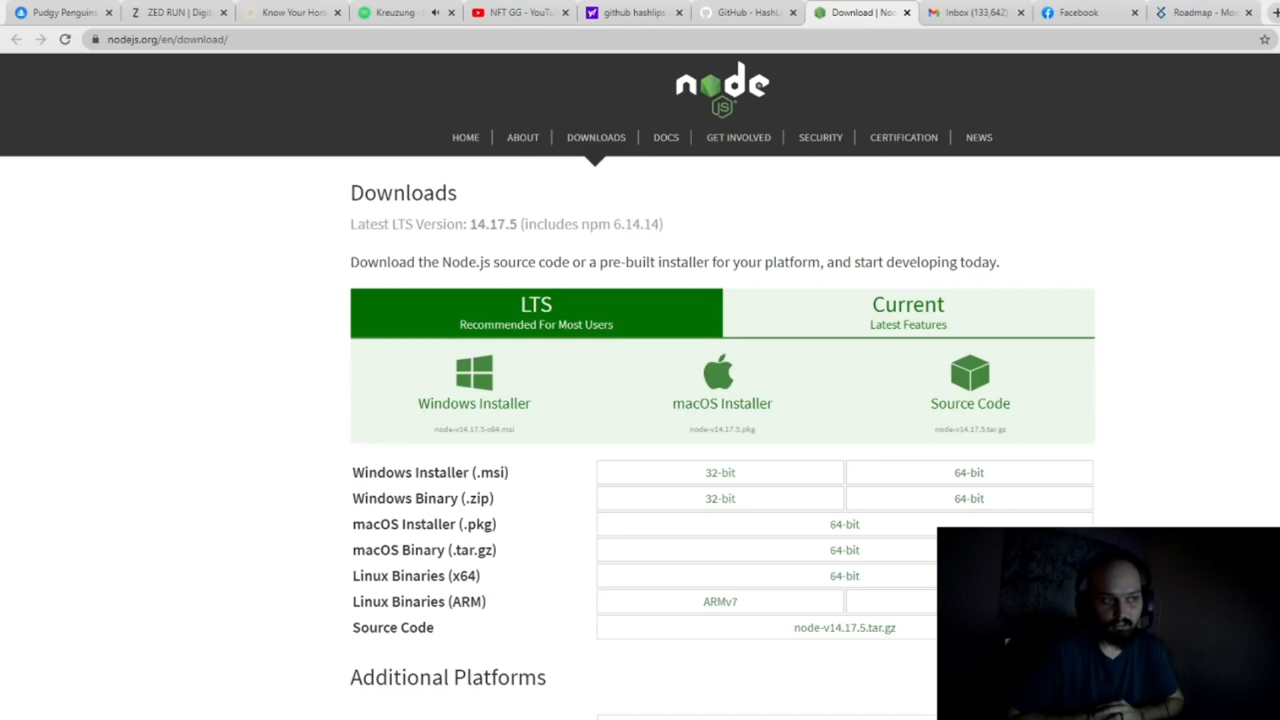 Pudgy Penguins
ZED RUN | Digit
Know Your Hors
Kreuzung -
NFT GG - YouTu
github hashlips
GitHub - HashLi
Download | Nod
Inbox (133,642)
Facebook
Roadmap - Mon
nodejs.org/en/download/
node
JS
HOME
ABOUT
DOWNLOADS
DOCS
GET INVOLVED
SECURITY
CERTIFICATION
NEWS
Downloads
Latest LTS Version: 14.17.5 (includes npm 6.14.14)
Download the Node.js source code or a pre-built installer for your platform, and start developing today.
LTS
Recommended For Most Users
Current
Latest Features
Windows Installer
node-v14.17.5-x64.msi
macOS Installer
node-v14.17.5.pkg
Source Code
node-v14.17.5.tar.gz
Windows Installer (.msi)
32-bit
64-bit
Windows Binary (.zip)
32-bit
64-bit
macOS Installer (.pkg)
64-bit
macOS Binary (.tar.gz)
64-bit
Linux Binaries (x64)
64-bit
Linux Binaries (ARM)
ARMv7
Source Code
node-v14.17.5.tar.gz
Additional Platforms